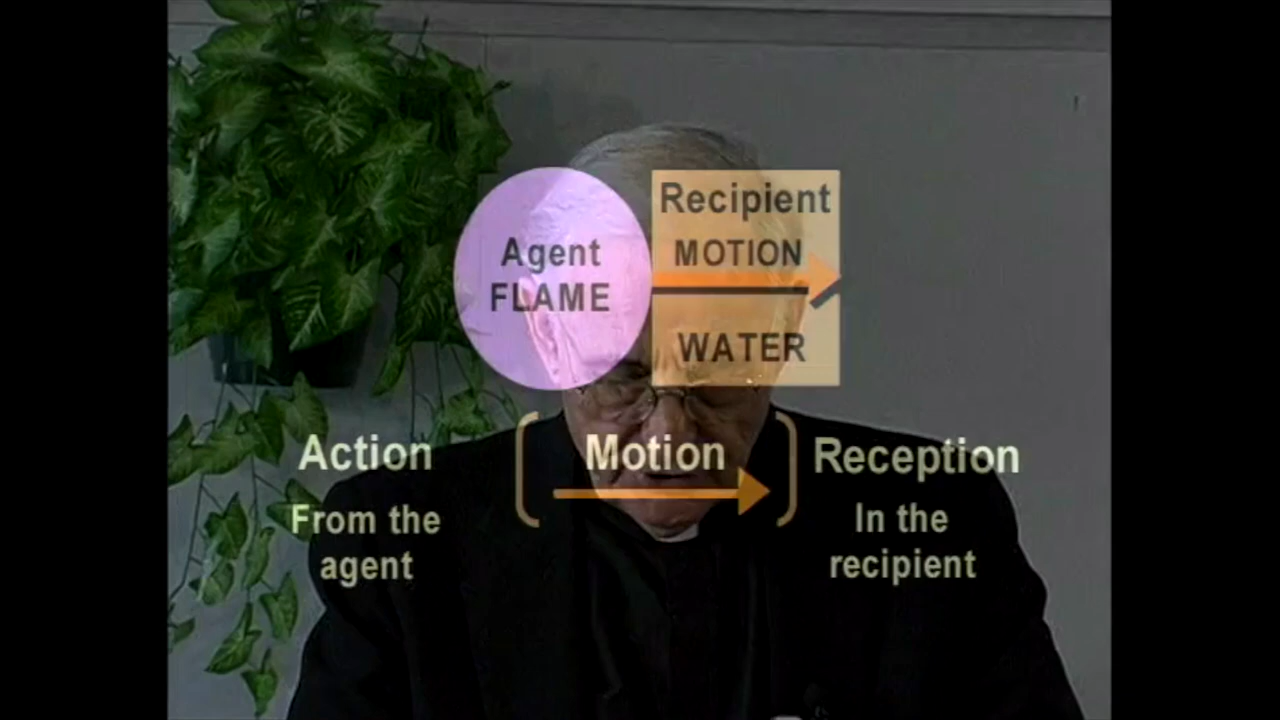 Agent
FLAME
Recipient
MOTION
WATER
Action
From the
agent
Motion
Reception
In the
recipient